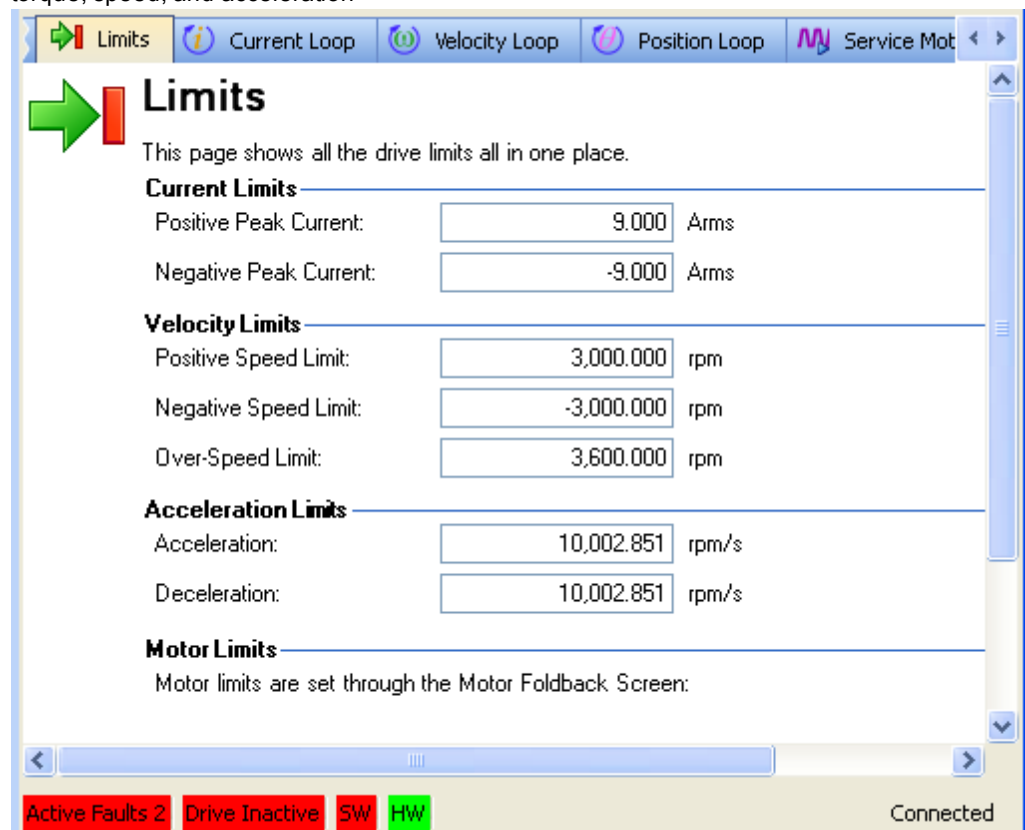 torque, speed, and acceleration
Limits Current Loop Velocity Loop Position Loop Service Mot
Limits
This page shows all the drive limits all in one place.
Current Limits
Positive Peak Current: 9.000 Arms
Negative Peak Current: -9.000 Arms
Velocity Limits
Positive Speed Limit: 3,000.000 rpm
Negative Speed Limit: -3,000.000 rpm
Over-Speed Limit: 3,600.000 rpm
Acceleration Limits
Acceleration: 10,002.851 rpm/s
Deceleration: 10,002.851 rpm/s
Motor Limits
Motor limits are set through the Motor Foldback Screen:
Active Faults 2 Drive Inactive SW HW Connected